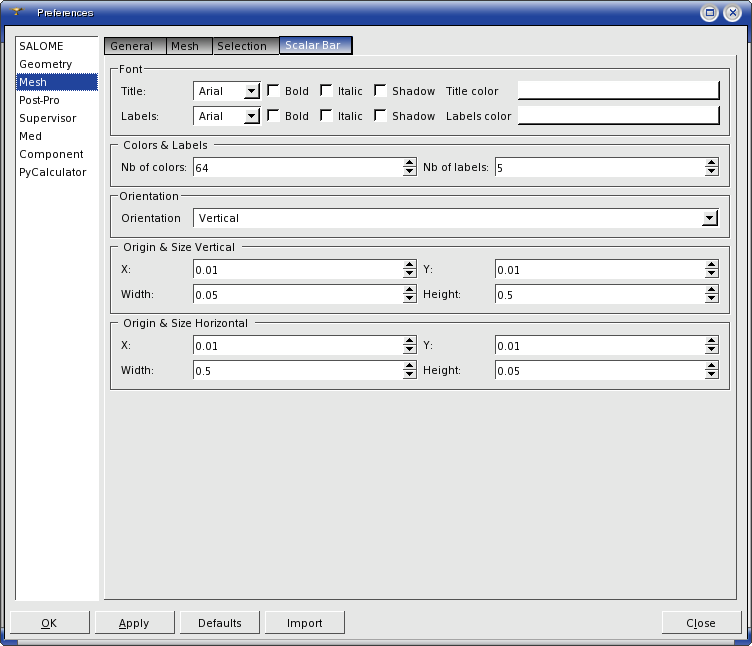 Preferences
SALOME
Geometry
Mesh
Post-Pro
Supervisor
Med
Component
PyCalculator
General Mesh Selection Scalar Bar
Font
Title: Arial Bold Italic Shadow Title color
Labels: Arial Bold Italic Shadow Labels color
Colors & Labels
Nb of colors: 64 Nb of labels: 5
Orientation
Orientation Vertical
Origin & Size Vertical
X: 0.01 Y: 0.01
Width: 0.05 Height: 0.5
Origin & Size Horizontal
X: 0.01 Y: 0.01
Width: 0.5 Height: 0.05
OK Apply Defaults Import Close